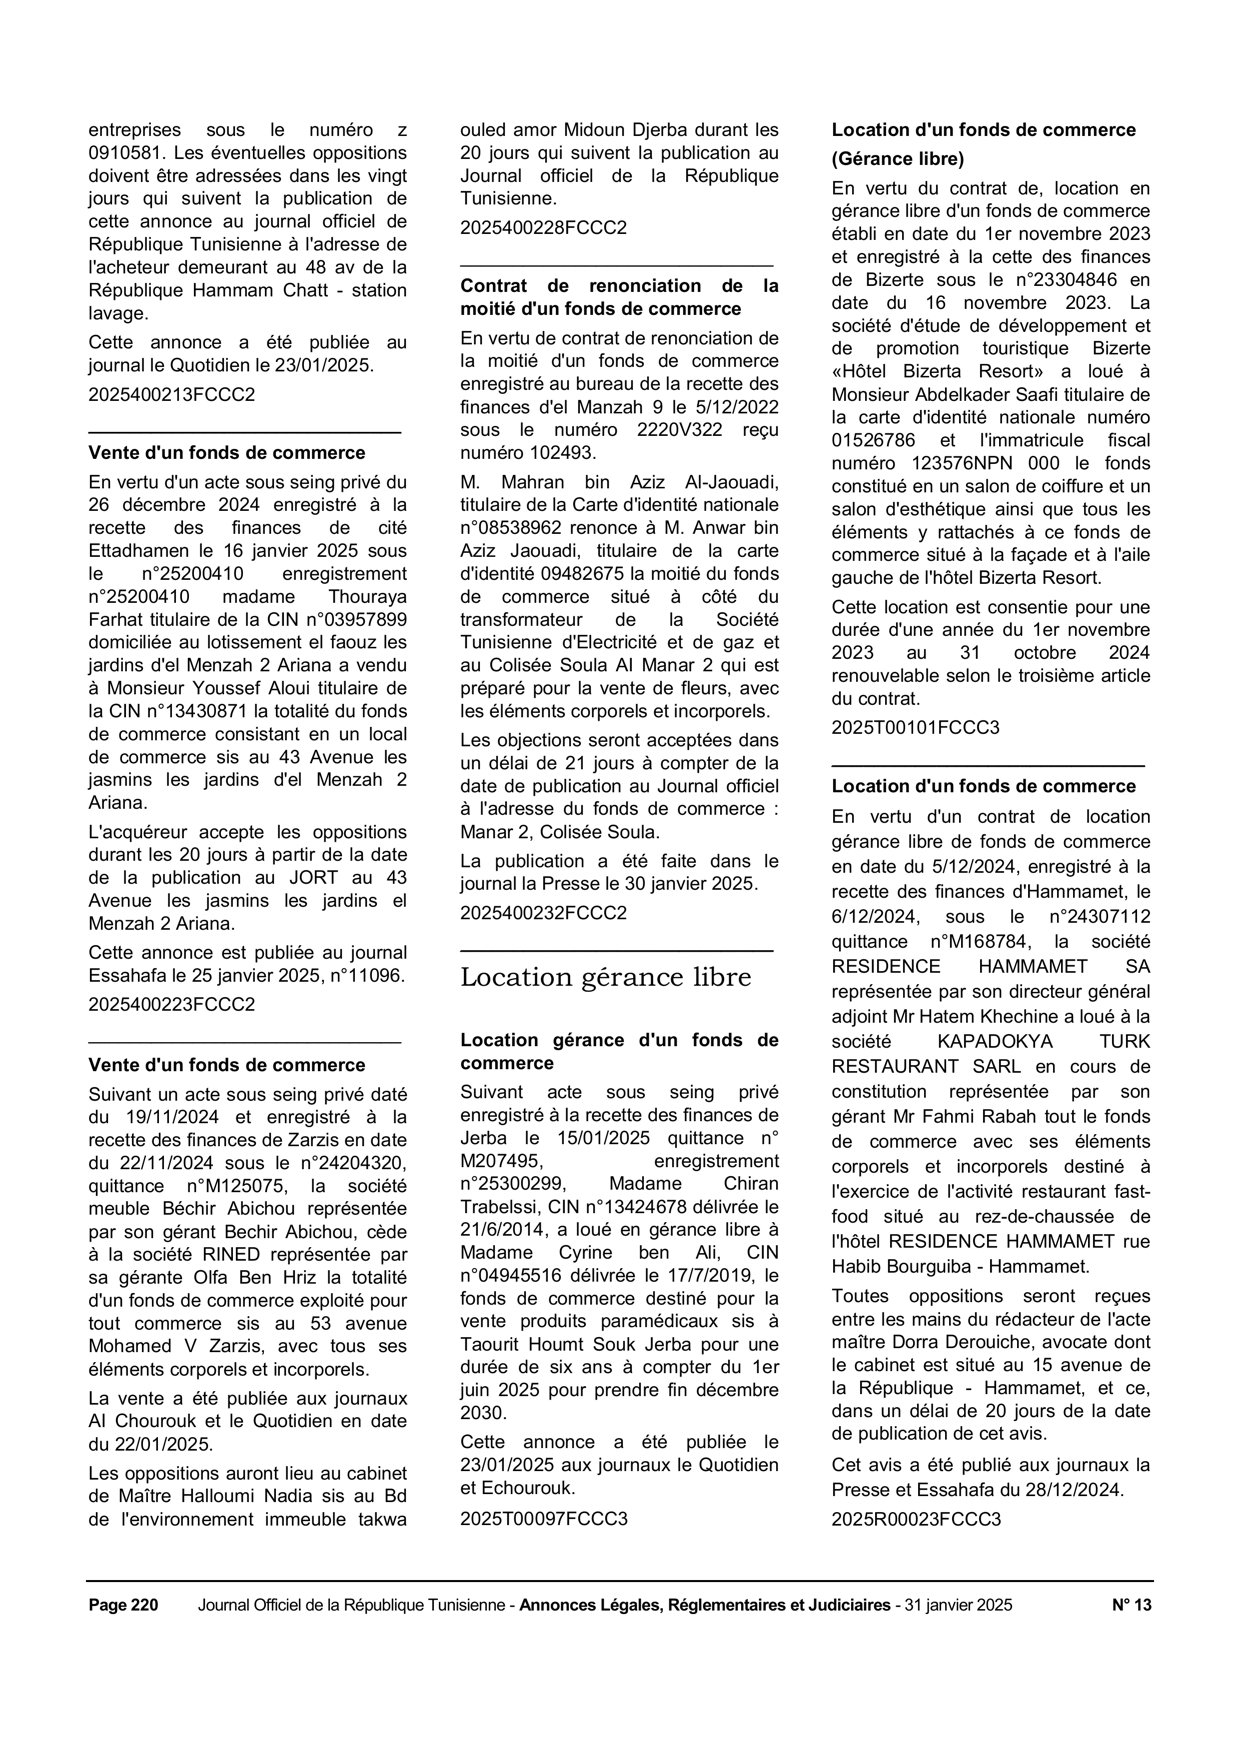 entreprises sous le numéro z
0910581. Les éventuelles oppositions
doivent être adressées dans les vingt
jours qui suivent la publication de
cette annonce au journal officiel de
République Tunisienne à l'adresse de
l'acheteur demeurant au 48 av de la
République Hammam Chatt - station
lavage.
Cette annonce a été publiée au
journal le Quotidien le 23/01/2025.
2025400213FCCC2
Vente d'un fonds de commerce
En vertu d'un acte sous seing privé du
26 décembre 2024 enregistré à la
recette des finances de cité
Ettadhamen le 16 janvier 2025 sous
le n°25200410 enregistrement
n°25200410 madame Thouraya
Farhat titulaire de la CIN n°03957899
domiciliée au lotissement el faouz les
jardins d'el Menzah 2 Ariana a vendu
à Monsieur Youssef Aloui titulaire de
la CIN n°13430871 la totalité du fonds
de commerce consistant en un local
de commerce sis au 43 Avenue les
jasmins les jardins d'el Menzah 2
Ariana.
L'acquéreur accepte les oppositions
durant les 20 jours à partir de la date
de la publication au JORT au 43
Avenue les jasmins les jardins el
Menzah 2 Ariana.
Cette annonce est publiée au journal
Essahafa le 25 janvier 2025, n°11096.
2025400223FCCC2
Vente d'un fonds de commerce
Suivant un acte sous seing privé daté
du 19/11/2024 et enregistré à la
recette des finances de Zarzis en date
du 22/11/2024 sous le n°24204320,
quittance n°M125075, la société
meuble Béchir Abichou représentée
par son gérant Bechir Abichou, cède
à la société RINED représentée par
sa gérante Olfa Ben Hriz la totalité
d'un fonds de commerce exploité pour
tout commerce sis au 53 avenue
Mohamed V Zarzis, avec tous ses
éléments corporels et incorporels.
La vente a été publiée aux journaux
Al Chourouk et le Quotidien en date
du 22/01/2025.
Les oppositions auront lieu au cabinet
de Maître Halloumi Nadia sis au Bd
de l'environnement immeuble takwa
ouled amor Midoun Djerba durant les
20 jours qui suivent la publication au
Journal officiel de la République
Tunisienne.
2025400228FCCC2
Contrat de renonciation de la
moitié d'un fonds de commerce
En vertu de contrat de renonciation de
la moitié d'un fonds de commerce
enregistré au bureau de la recette des
finances d'el Manzah 9 le 5/12/2022
sous le numéro 2220V322 reçu
numéro 102493.
M. Mahran bin Aziz Al-Jaouadi,
titulaire de la Carte d'identité nationale
n°08538962 renonce à M. Anwar bin
Aziz Jaouadi, titulaire de la carte
d'identité 09482675 la moitié du fonds
de commerce situé à côté du
transformateur de la Société
Tunisienne d'Electricité et de gaz et
au Colisée Soula Al Manar 2 qui est
préparé pour la vente de fleurs, avec
les éléments corporels et incorporels.
Les objections seront acceptées dans
un délai de 21 jours à compter de la
date de publication au Journal officiel
à l'adresse du fonds de commerce :
Manar 2, Colisée Soula.
La publication a été faite dans le
journal la Presse le 30 janvier 2025.
2025400232FCCC2
Location gérance libre
Location gérance d'un fonds de
commerce
Suivant acte sous seing privé
enregistré à la recette des finances de
Jerba le 15/01/2025 quittance n°
M207495, enregistrement
n°25300299, Madame Chiran
Trabelssi, CIN n°13424678 délivrée le
21/6/2014, a loué en gérance libre à
Madame Cyrine ben Ali, CIN
n°04945516 délivrée le 17/7/2019, le
fonds de commerce destiné pour la
vente produits paramédicaux sis à
Taourit Houmt Souk Jerba pour une
durée de six ans à compter du 1er
juin 2025 pour prendre fin décembre
2030.
Cette annonce a été publiée le
23/01/2025 aux journaux le Quotidien
et Echourouk.
2025T00097FCCC3
Location d'un fonds de commerce
(Gérance libre)
En vertu du contrat de, location en
gérance libre d'un fonds de commerce
établi en date du 1er novembre 2023
et enregistré à la cette des finances
de Bizerte sous le n°23304846 en
date du 16 novembre 2023. La
société d'étude de développement et
de promotion touristique Bizerte
«Hôtel Bizerta Resort» a loué à
Monsieur Abdelkader Saafi titulaire de
la carte d'identité nationale numéro
01526786 et l'immatricule fiscal
numéro 123576NPN 000 le fonds
constitué en un salon de coiffure et un
salon d'esthétique ainsi que tous les
éléments y rattachés à ce fonds de
commerce situé à la façade et à l'aile
gauche de l'hôtel Bizerta Resort.
Cette location est consentie pour une
durée d'une année du 1er novembre
2023 au 31 octobre 2024
renouvelable selon le troisième article
du contrat.
2025T00101FCCC3
Location d'un fonds de commerce
En vertu d'un contrat de location
gérance libre de fonds de commerce
en date du 5/12/2024, enregistré à la
recette des finances d'Hammamet, le
6/12/2024, sous le n°24307112
quittance n°M168784, la société
RESIDENCE HAMMAMET SA
représentée par son directeur général
adjoint Mr Hatem Khechine a loué à la
société KAPADOKYA TURK
RESTAURANT SARL en cours de
constitution représentée par son
gérant Mr Fahmi Rabah tout le fonds
de commerce avec ses éléments
corporels et incorporels destiné à
l'exercice de l'activité restaurant fast-
food situé au rez-de-chaussée de
l'hôtel RESIDENCE HAMMAMET rue
Habib Bourguiba - Hammamet.
Toutes oppositions seront reçues
entre les mains du rédacteur de l'acte
maître Dorra Derouiche, avocate dont
le cabinet est situé au 15 avenue de
la République - Hammamet, et ce,
dans un délai de 20 jours de la date
de publication de cet avis.
Cet avis a été publié aux journaux la
Presse et Essahafa du 28/12/2024.
2025R00023FCCC3
Page 220 Journal Officiel de la République Tunisienne - Annonces Légales, Réglementaires et Judiciaires - 31 janvier 2025 N° 13